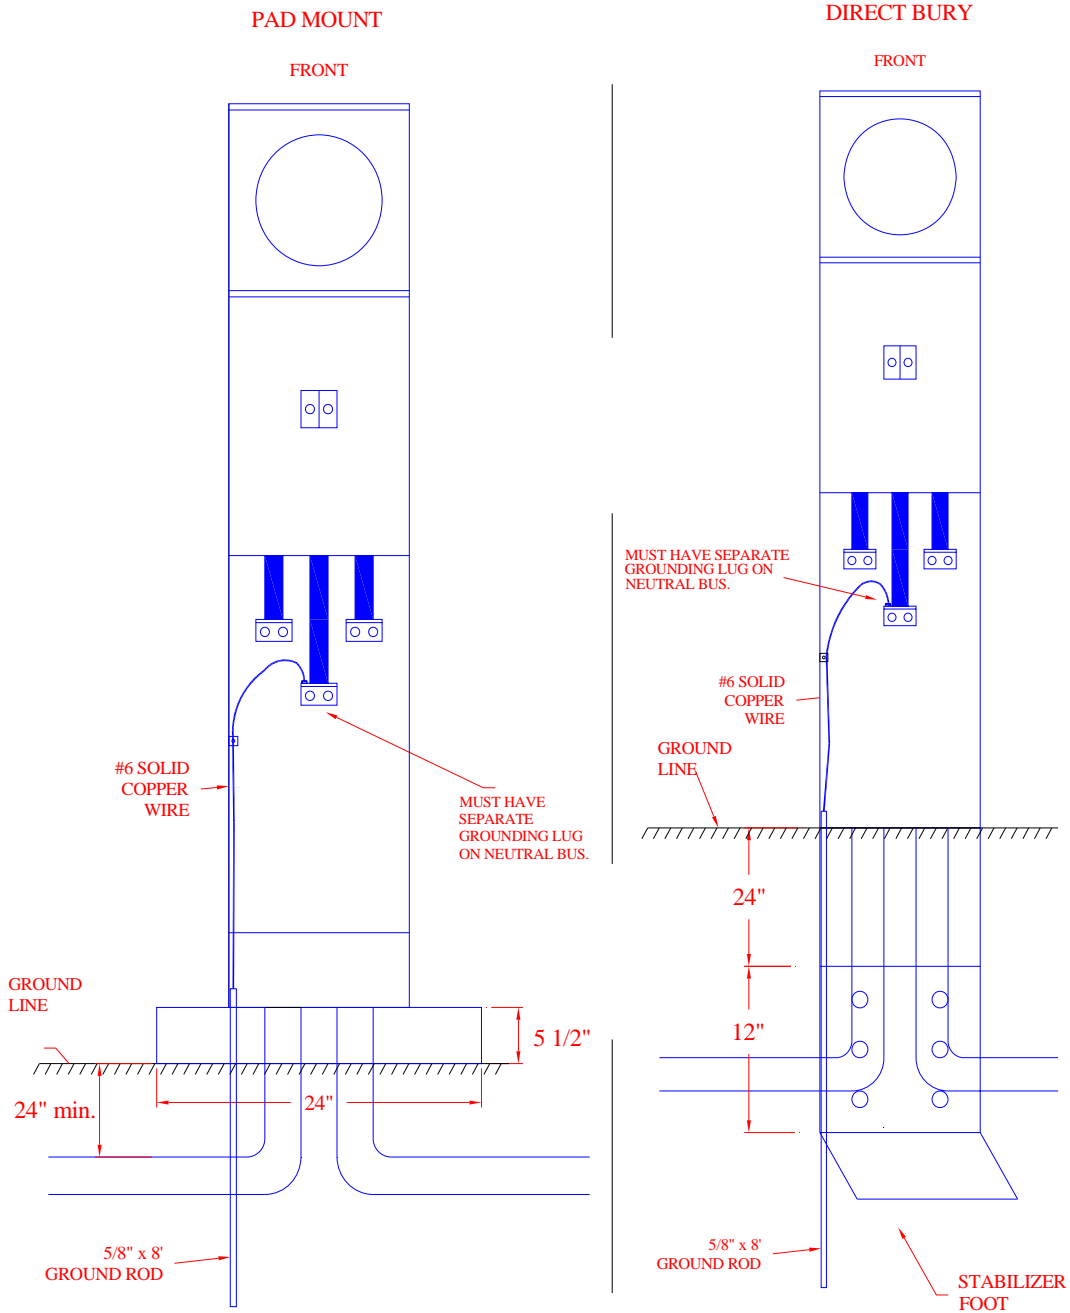 PAD MOUNT
FRONT
#6 SOLID
COPPER
WIRE
MUST HAVE
SEPARATE
GROUNDING LUG
ON NEUTRAL BUS.
GROUND
LINE
5 1/2"
24" min.
24"
5/8" x 8'
GROUND ROD
DIRECT BURY
FRONT
MUST HAVE SEPARATE
GROUNDING LUG ON
NEUTRAL BUS.
#6 SOLID
COPPER
WIRE
GROUND
LINE
24"
12"
5/8" x 8'
GROUND ROD
STABILIZER
FOOT